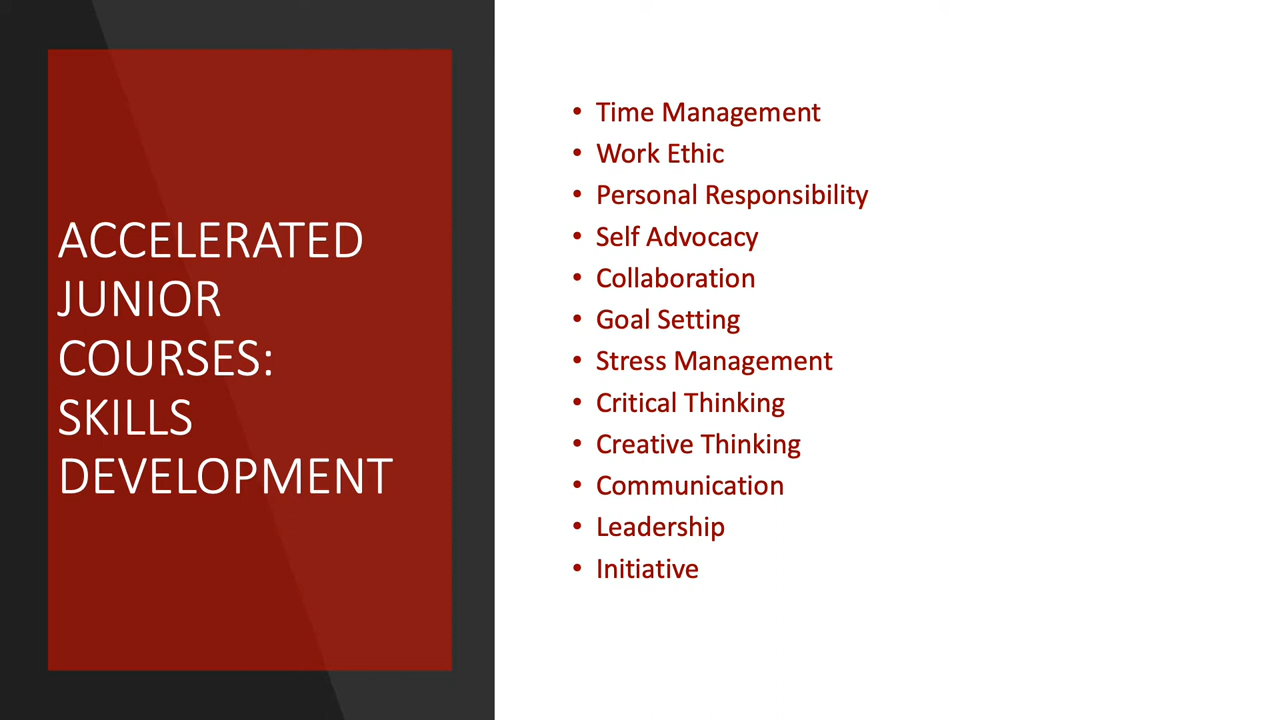 ACCELERATED
JUNIOR
COURSES:
SKILLS
DEVELOPMENT
• Time Management
• Work Ethic
• Personal Responsibility
• Self Advocacy
• Collaboration
• Goal Setting
• Stress Management
• Critical Thinking
• Creative Thinking
• Communication
• Leadership
• Initiative